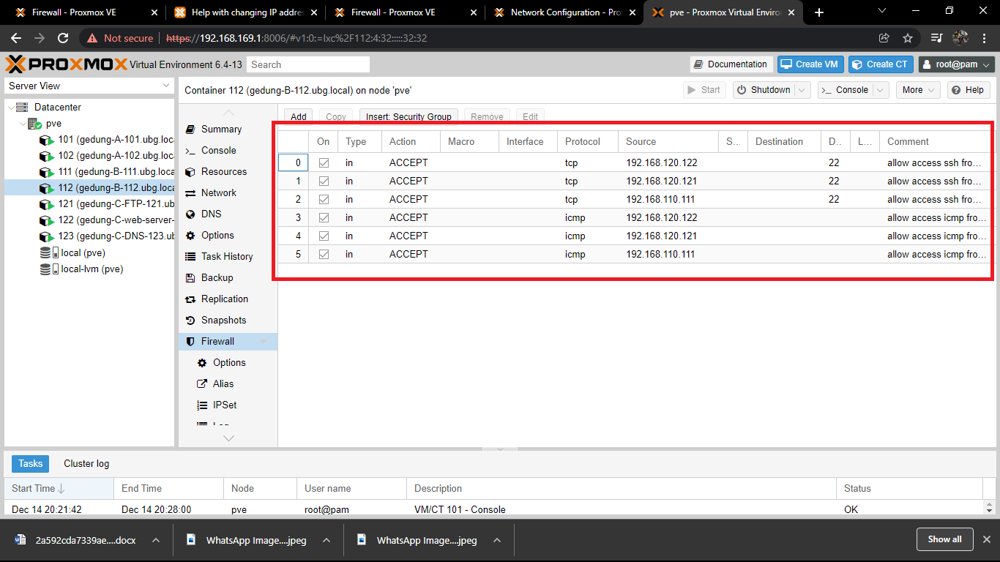 Firewall - Proxmox VE
Help with changing IP addre
Firewall - Proxmox VE
Network Configuration - Pro
pve - Proxmox Virtual Enviro
Not secure https://192.168.169.1:8006/#v1:0:=lxc%2F112:4:32:::::32:32
PROXMOX Virtual Environment 6.4-13 Search Documentation Create VM Create CT root@pam
Server View
Container 112 (gedung-B-112.ubg.local) on node 'pve' Start Shutdown Console More Help
Datacenter
pve
101 (gedung-A-101.ubg.loca
102 (gedung-A-102.ubg.loc
111 (gedung-B-111.ubg.loca
112 (gedung-B-112.ubg.loca
121 (gedung-C-FTP-121.ub
122 (gedung-C-web-server-
123 (gedung-C-DNS-123.ub
local (pve)
local-lvm (pve)
Summary
Console
Resources
Network
DNS
Options
Task History
Backup
Replication
Snapshots
Firewall
Options
Alias
IPSet
Add Copy Insert: Security Group Remove Edit
On Type Action Macro Interface Protocol Source S... Destination D... L... Comment
0 in ACCEPT tcp 192.168.120.122 22 allow access ssh fro...
1 in ACCEPT tcp 192.168.120.121 22 allow access ssh fro...
2 in ACCEPT tcp 192.168.110.111 22 allow access ssh fro...
3 in ACCEPT icmp 192.168.120.122 allow access icmp fro...
4 in ACCEPT icmp 192.168.120.121 allow access icmp fro...
5 in ACCEPT icmp 192.168.110.111 allow access icmp fro...
Tasks Cluster log
Start Time End Time Node User name Description Status
Dec 14 20:21:42 Dec 14 20:28:00 pve root@pam VM/CT 101 - Console OK
2a592cda7339ae....docx WhatsApp Image....jpeg WhatsApp Image....jpeg Show all